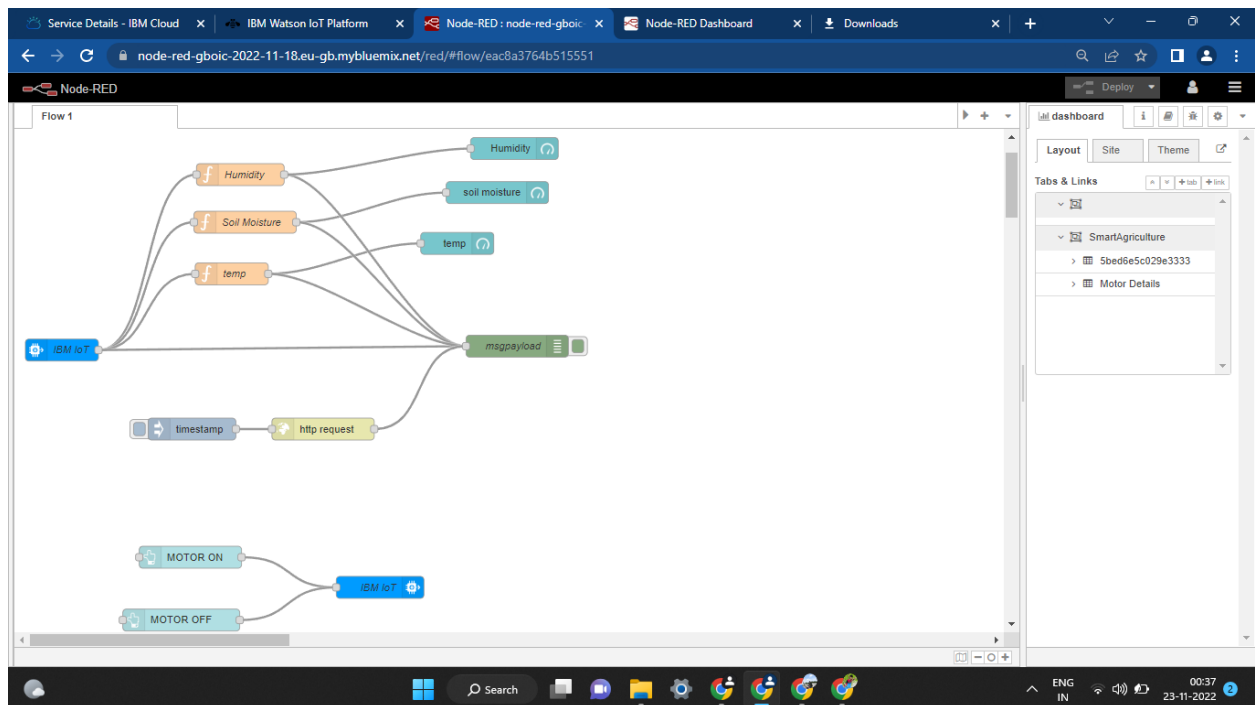 Service Details - IBM Cloud
IBM Watson IoT Platform
Node-RED : node-red-gboic-
Node-RED Dashboard
Downloads
node-red-gboic-2022-11-18.eu-gb.mybluemix.net/red/#flow/eac8a3764b515551
Node-RED
Deploy
Flow 1
dashboard
Layout
Site
Theme
Tabs & Links
+ tab
+ link
SmartAgriculture
5bed6e5c029e3333
Motor Details
Humidity
Humidity
soil moisture
Soil Moisture
temp
temp
IBM IoT
msgpayload
timestamp
http request
MOTOR ON
IBM IoT
MOTOR OFF
Search
ENG
IN
00:37
23-11-2022
2